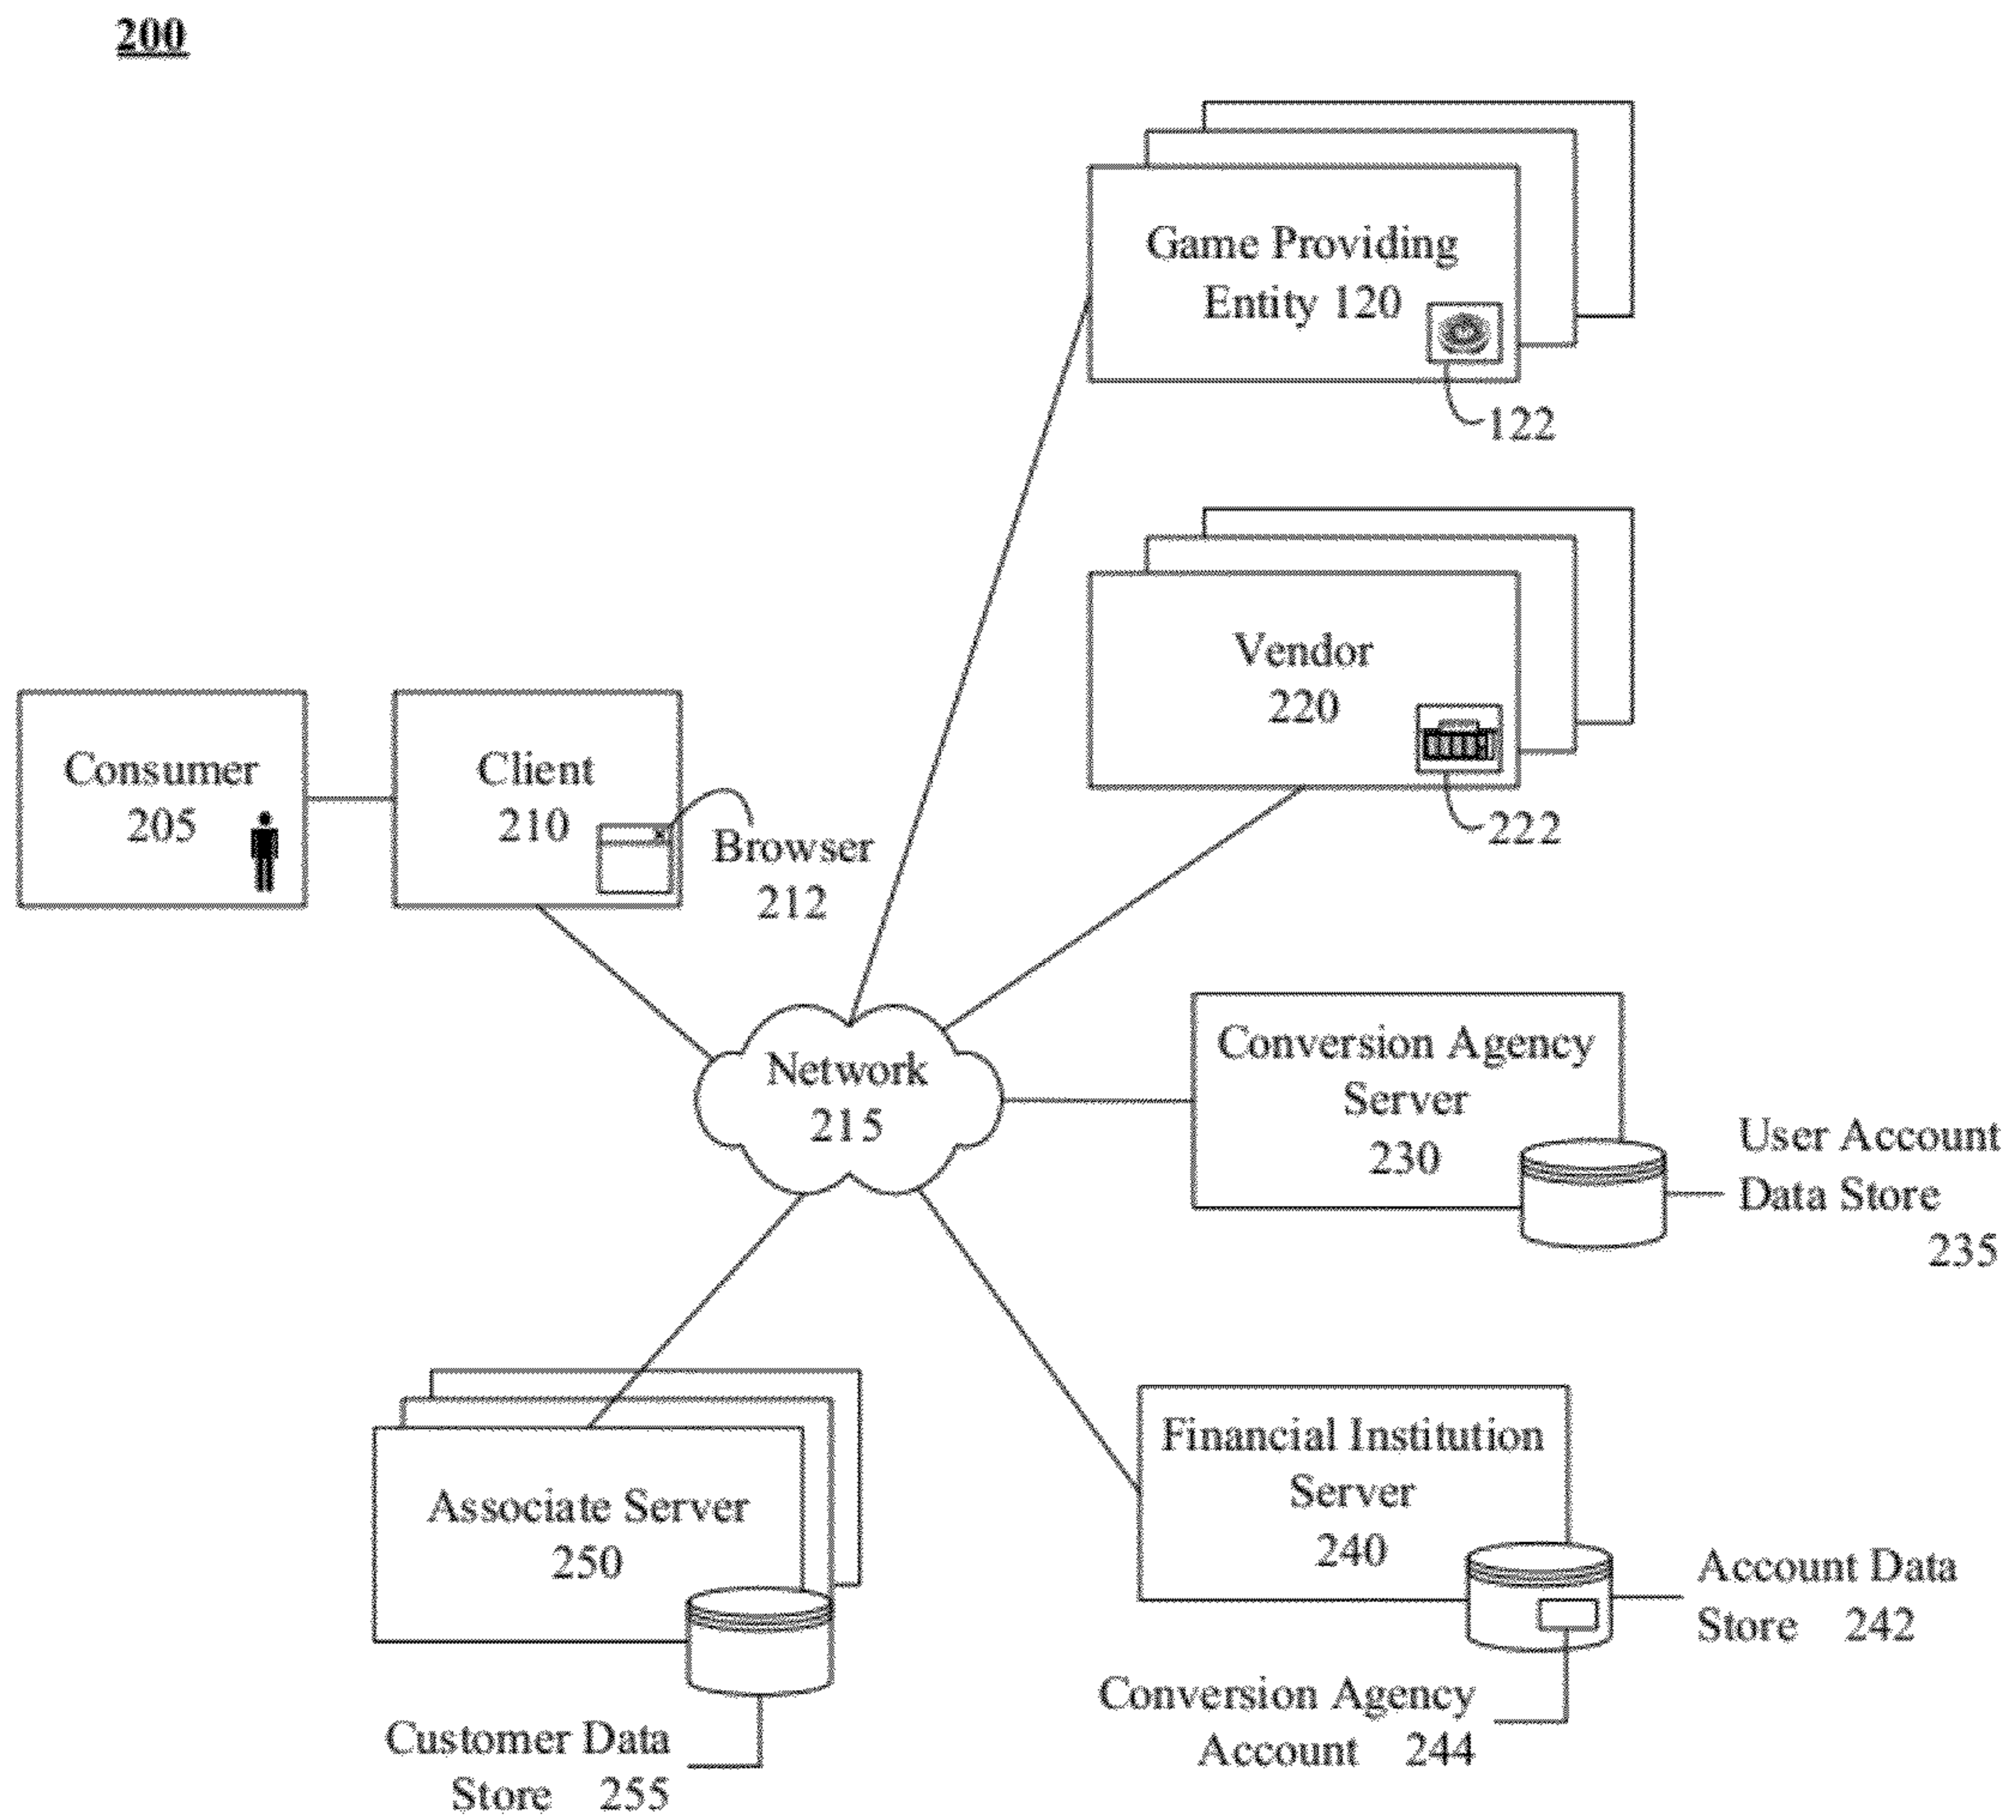 200
Game Providing
Entity 120
122
Vendor
220
222
Consumer
205
Client
210
Browser
212
Network
215
Conversion Agency
Server
230
User Account
Data Store
235
Associate Server
250
Customer Data
Store 255
Financial Institution
Server
240
Account Data
Store 242
Conversion Agency
Account 244